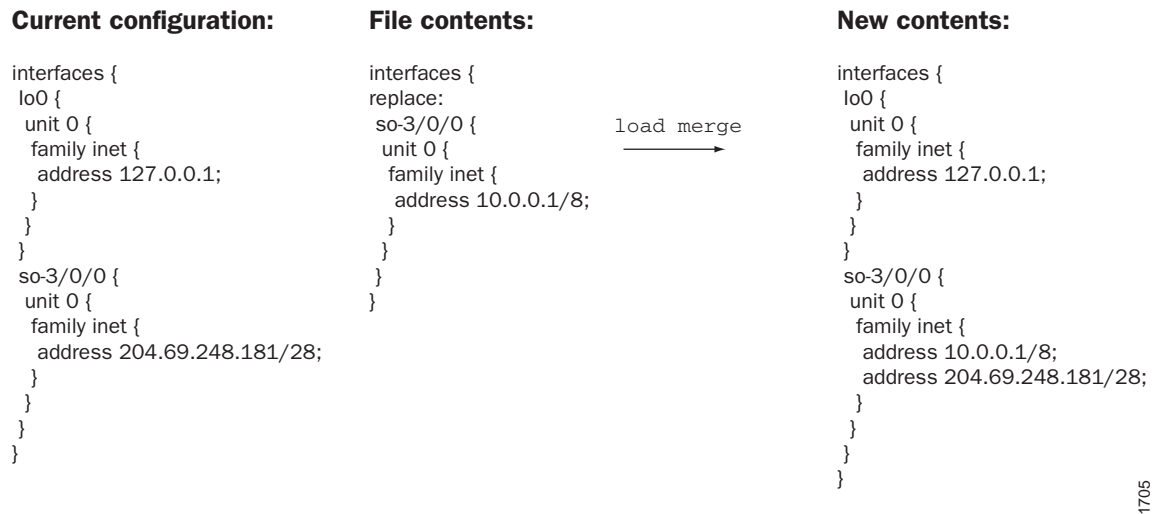 Current configuration:
interfaces {
lo0 {
unit 0 {
family inet {
address 127.0.0.1;
}
}
}
so-3/0/0 {
unit 0 {
family inet {
address 204.69.248.181/28;
}
}
}
}
File contents:
interfaces {
replace:
so-3/0/0 {
unit 0 {
family inet {
address 10.0.0.1/8;
}
}
}
}
load merge
New contents:
interfaces {
lo0 {
unit 0 {
family inet {
address 127.0.0.1;
}
}
}
so-3/0/0 {
unit 0 {
family inet {
address 10.0.0.1/8;
address 204.69.248.181/28;
}
}
}
}
1705